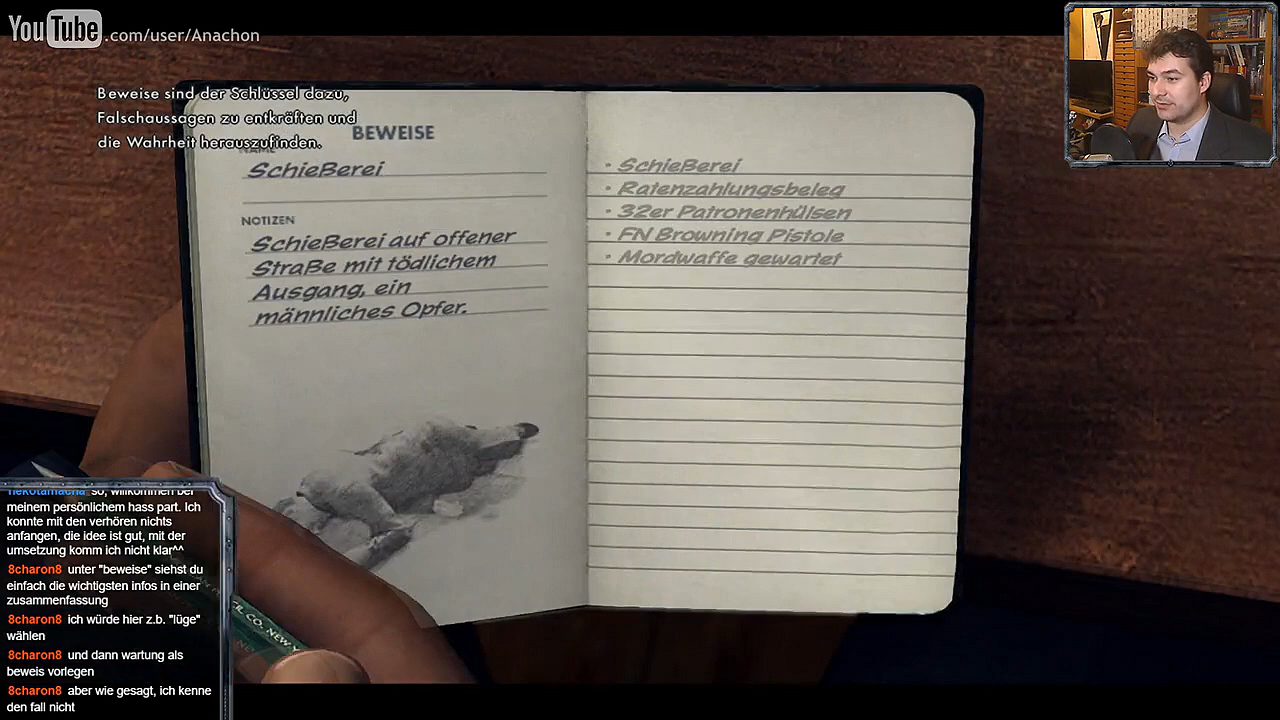 YouTube.com/user/Anachon
Beweise sind der Schlüssel dazu,
Falschaussagen zu entkräften und
die Wahrheit herauszufinden.
BEWEISE
NAME
Schießerei
NOTIZEN
Schießerei auf offener
Straße mit tödlichem
Ausgang, ein
männliches Opfer.
· Schießerei
· Ratenzahlungsbeleg
· 32er Patronenhülsen
· FN Browning Pistole
· Mordwaffe gewartet
nekotamacha so, willkommen bei
meinem persönlichem hass part. Ich
konnte mit den verhören nichts
anfangen, die idee ist gut, mit der
umsetzung komm ich nicht klar^^
8charon8 unter "beweise" siehst du
einfach die wichtigsten infos in einer
zusammenfassung
8charon8 ich würde hier z.b. "lüge"
wählen
8charon8 und dann wartung als
beweis vorlegen
8charon8 aber wie gesagt, ich kenne
den fall nicht
CIL CO. NEW Y